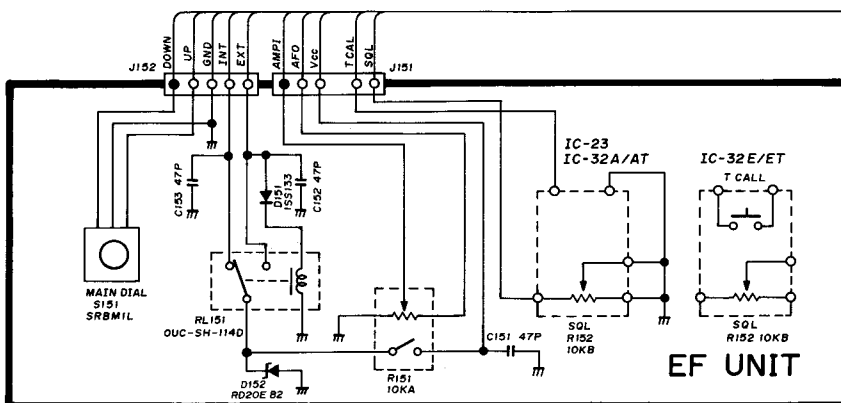 DOWN
UP
GND
INT
EXT
AMPI
AFO
Vcc
TCAL
SQL
J152
J151
C153 47P
D151
1SS133
C152 47P
IC-23
IC-32A/AT
IC-32E/ET
T CALL
MAIN DIAL
S151
SRBM1L
RL151
OUC-SH-114D
D152
RD20E B2
R151
10KA
C151 47P
SQL
R152
10KB
SQL
R152 10KB
EF UNIT